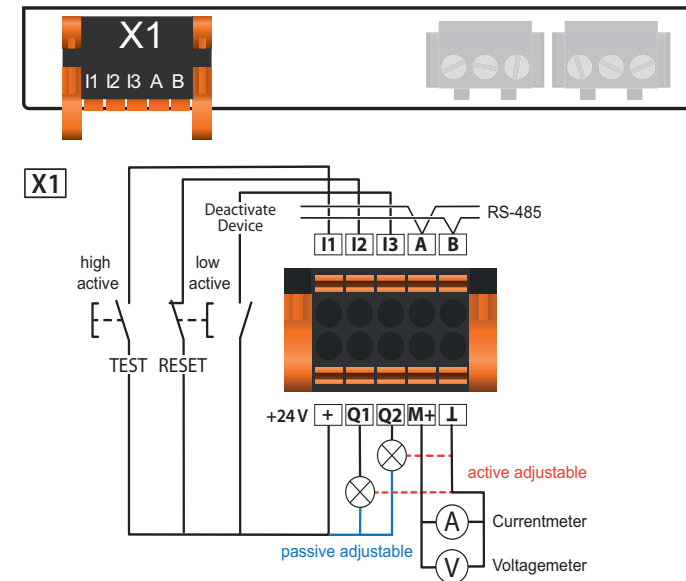 X1
I1 I2 I3 A B
X1
Deactivate
Device
RS-485
I1 I2 I3 A B
high
active
low
active
TEST RESET
+24 V + Q1 Q2 M+ ⊥
active adjustable
A Currentmeter
passive adjustable
V Voltagemeter